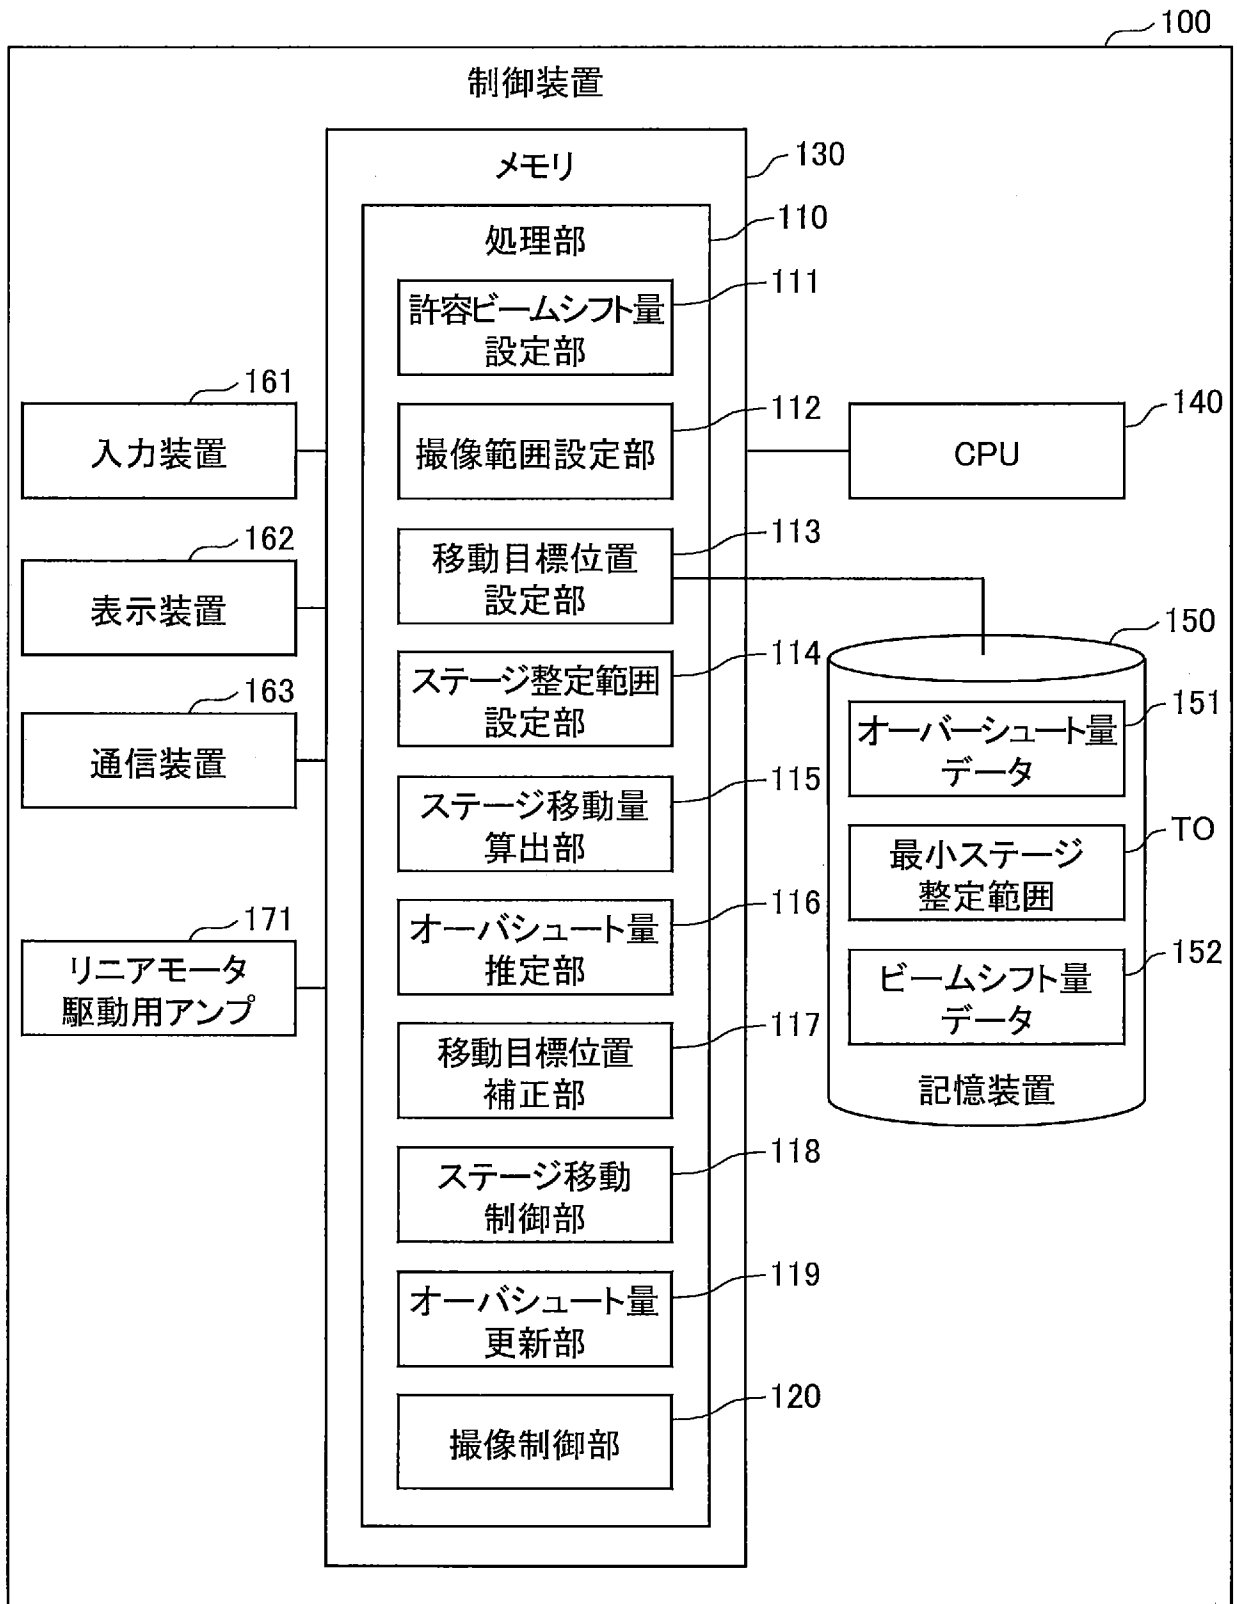 100
制御装置
メモリ
130
処理部
110
許容ビームシフト量
設定部
111
撮像範囲設定部
112
移動目標位置
設定部
113
ステージ整定範囲
設定部
114
ステージ移動量
算出部
115
オーバシュート量
推定部
116
移動目標位置
補正部
117
ステージ移動
制御部
118
オーバシュート量
更新部
119
撮像制御部
120
161
入力装置
162
表示装置
163
通信装置
171
リニアモータ
駆動用アンプ
140
CPU
150
オーバーシュート量
データ
151
最小ステージ
整定範囲
TO
ビームシフト量
データ
152
記憶装置